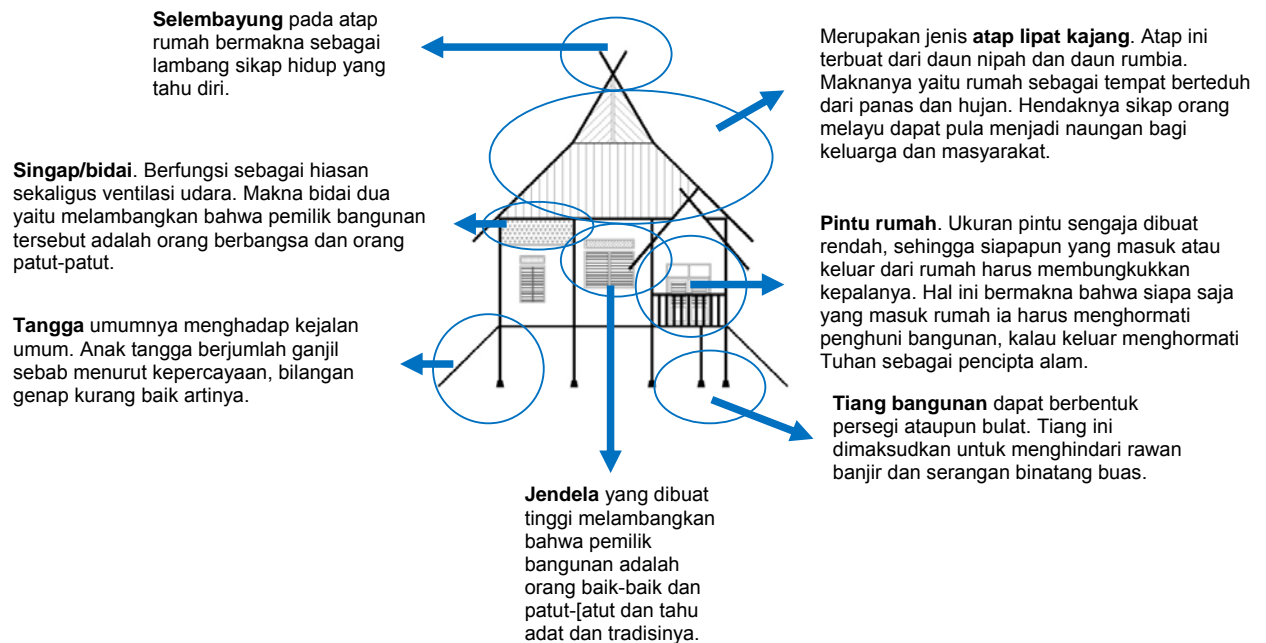 Selembayung pada atap
rumah bermakna sebagai
lambang sikap hidup yang
tahu diri.
Merupakan jenis atap lipat kajang. Atap ini
terbuat dari daun nipah dan daun rumbia.
Maknanya yaitu rumah sebagai tempat berteduh
dari panas dan hujan. Hendaknya sikap orang
melayu dapat pula menjadi naungan bagi
keluarga dan masyarakat.
Singap/bidai. Berfungsi sebagai hiasan
sekaligus ventilasi udara. Makna bidai dua
yaitu melambangkan bahwa pemilik bangunan
tersebut adalah orang berbangsa dan orang
patut-patut.
Pintu rumah. Ukuran pintu sengaja dibuat
rendah, sehingga siapapun yang masuk atau
keluar dari rumah harus membungkukkan
kepalanya. Hal ini bermakna bahwa siapa saja
yang masuk rumah ia harus menghormati
penghuni bangunan, kalau keluar menghormati
Tuhan sebagai pencipta alam.
Tangga umumnya menghadap kejalan
umum. Anak tangga berjumlah ganjil
sebab menurut kepercayaan, bilangan
genap kurang baik artinya.
Tiang bangunan dapat berbentuk
persegi ataupun bulat. Tiang ini
dimaksudkan untuk menghindari rawan
banjir dan serangan binatang buas.
Jendela yang dibuat
tinggi melambangkan
bahwa pemilik
bangunan adalah
orang baik-baik dan
patut-[atut dan tahu
adat dan tradisinya.